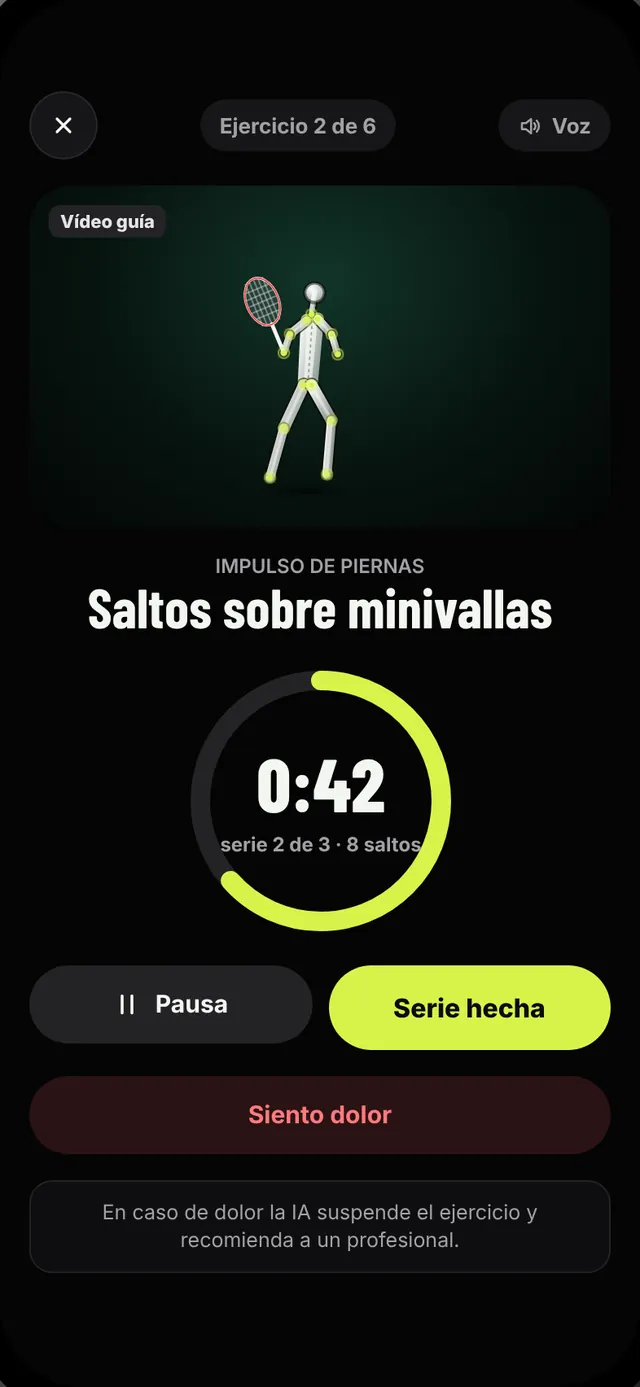 Ejercicio 2 de 6
Voz
Vídeo guía
IMPULSO DE PIERNAS
Saltos sobre minivallas
0:42
serie 2 de 3 · 8 saltos
Pausa
Serie hecha
Siento dolor
En caso de dolor la IA suspende el ejercicio y
recomienda a un profesional.